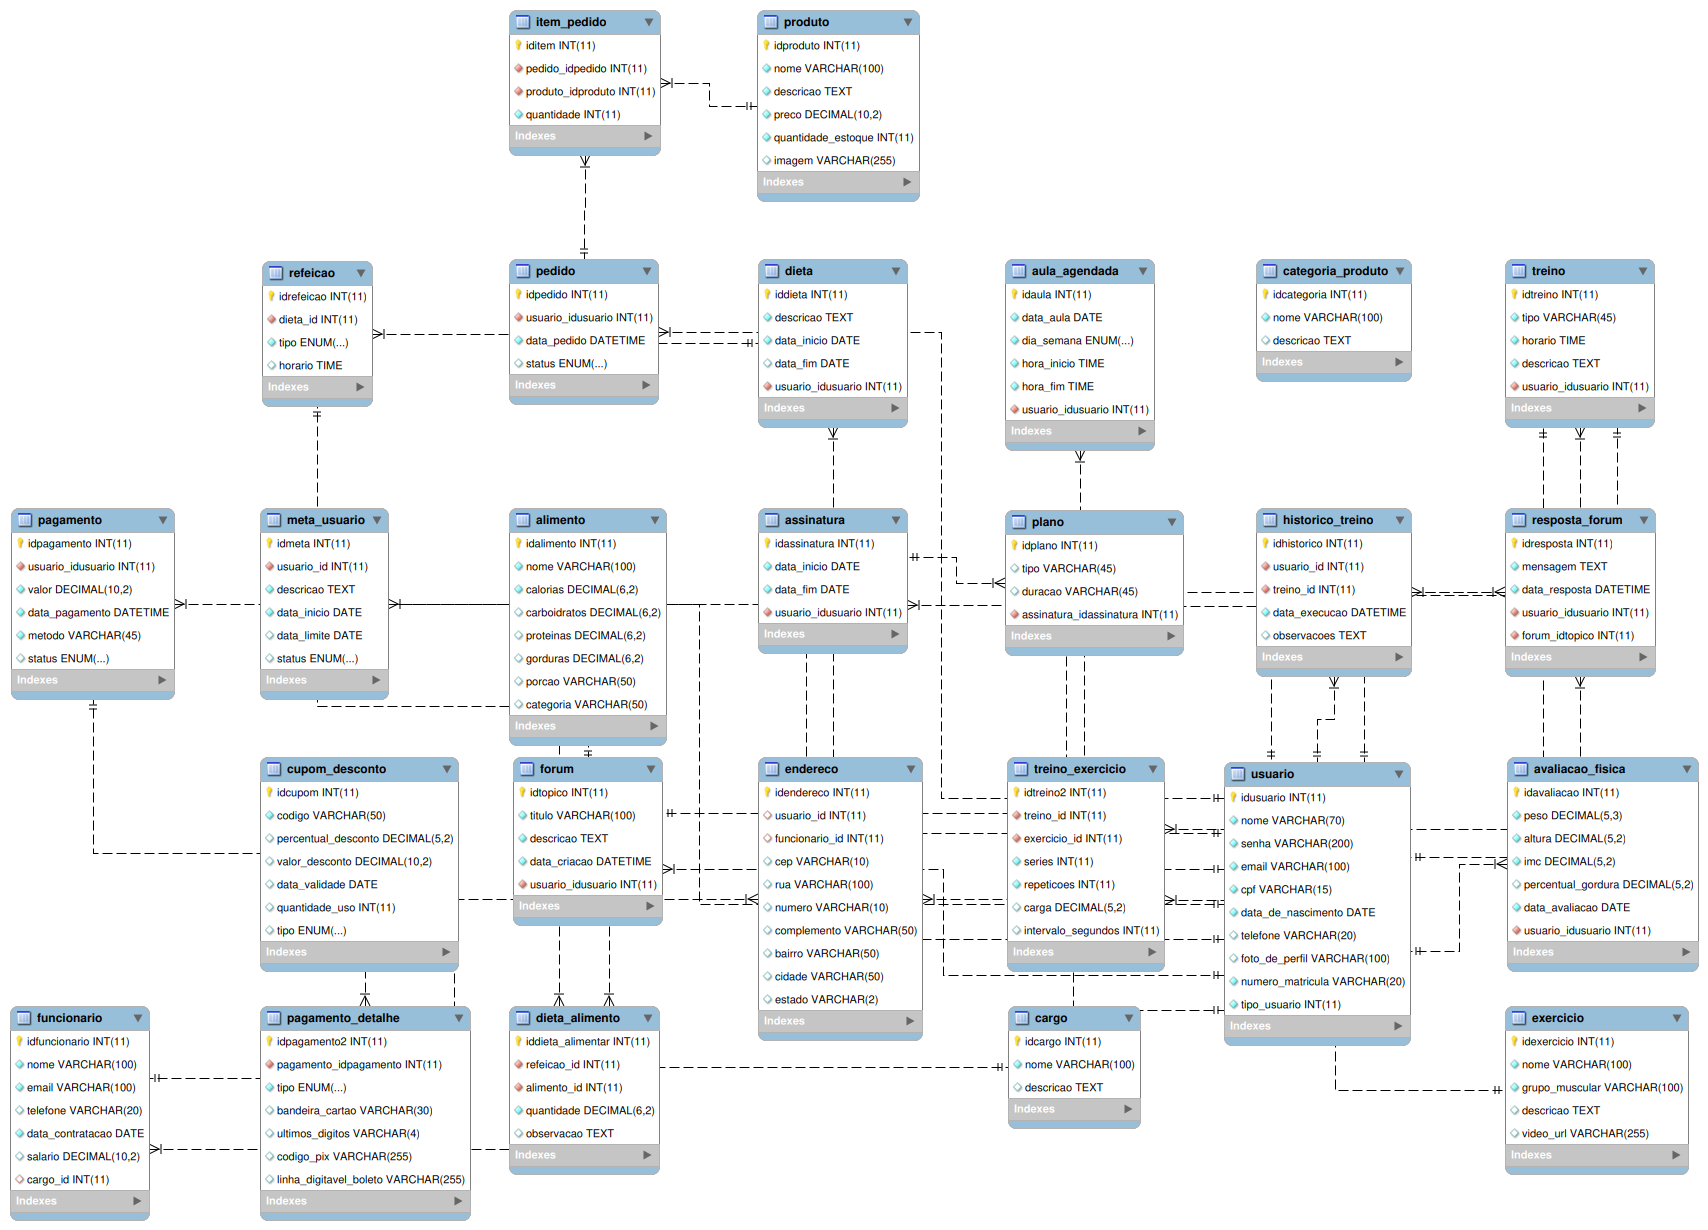 item_pedido
iditem INT(11)
pedido_idpedido INT(11)
produto_idproduto INT(11)
quantidade INT(11)
Indexes
produto
idproduto INT(11)
nome VARCHAR(100)
descricao TEXT
preco DECIMAL(10,2)
quantidade_estoque INT(11)
imagem VARCHAR(255)
Indexes
refeicao
idrefeicao INT(11)
dieta_id INT(11)
tipo ENUM(...)
horario TIME
Indexes
pedido
idpedido INT(11)
usuario_idusuario INT(11)
data_pedido DATETIME
status ENUM(...)
Indexes
dieta
iddieta INT(11)
descricao TEXT
data_inicio DATE
data_fim DATE
usuario_idusuario INT(11)
Indexes
aula_agendada
idaula INT(11)
data_aula DATE
dia_semana ENUM(...)
hora_inicio TIME
hora_fim TIME
usuario_idusuario INT(11)
Indexes
categoria_produto
idcategoria INT(11)
nome VARCHAR(100)
descricao TEXT
Indexes
treino
idtreino INT(11)
tipo VARCHAR(45)
horario TIME
descricao TEXT
usuario_idusuario INT(11)
Indexes
pagamento
idpagamento INT(11)
usuario_idusuario INT(11)
valor DECIMAL(10,2)
data_pagamento DATETIME
metodo VARCHAR(45)
status ENUM(...)
Indexes
meta_usuario
idmeta INT(11)
usuario_id INT(11)
descricao TEXT
data_inicio DATE
data_limite DATE
status ENUM(...)
Indexes
alimento
idalimento INT(11)
nome VARCHAR(100)
calorias DECIMAL(6,2)
carboidratos DECIMAL(6,2)
proteinas DECIMAL(6,2)
gorduras DECIMAL(6,2)
porcao VARCHAR(50)
categoria VARCHAR(50)
Indexes
assinatura
idassinatura INT(11)
data_inicio DATE
data_fim DATE
usuario_idusuario INT(11)
Indexes
plano
idplano INT(11)
tipo VARCHAR(45)
duracao VARCHAR(45)
assinatura_idassinatura INT(11)
Indexes
historico_treino
idhistorico INT(11)
usuario_id INT(11)
treino_id INT(11)
data_execucao DATETIME
observacoes TEXT
Indexes
resposta_forum
idresposta INT(11)
mensagem TEXT
data_resposta DATETIME
usuario_idusuario INT(11)
forum_idtopico INT(11)
Indexes
cupom_desconto
idcupom INT(11)
codigo VARCHAR(50)
percentual_desconto DECIMAL(5,2)
valor_desconto DECIMAL(10,2)
data_validade DATE
quantidade_uso INT(11)
tipo ENUM(...)
Indexes
forum
idtopico INT(11)
titulo VARCHAR(100)
descricao TEXT
data_criacao DATETIME
usuario_idusuario INT(11)
Indexes
endereco
idendereco INT(11)
usuario_id INT(11)
funcionario_id INT(11)
cep VARCHAR(10)
rua VARCHAR(100)
numero VARCHAR(10)
complemento VARCHAR(50)
bairro VARCHAR(50)
cidade VARCHAR(50)
estado VARCHAR(2)
Indexes
treino_exercicio
idtreino2 INT(11)
treino_id INT(11)
exercicio_id INT(11)
series INT(11)
repeticoes INT(11)
carga DECIMAL(5,2)
intervalo_segundos INT(11)
Indexes
usuario
idusuario INT(11)
nome VARCHAR(70)
senha VARCHAR(200)
email VARCHAR(100)
cpf VARCHAR(15)
data_de_nascimento DATE
telefone VARCHAR(20)
foto_de_perfil VARCHAR(100)
numero_matricula VARCHAR(20)
tipo_usuario INT(11)
Indexes
avaliacao_fisica
idavaliacao INT(11)
peso DECIMAL(5,3)
altura DECIMAL(5,2)
imc DECIMAL(5,2)
percentual_gordura DECIMAL(5,2)
data_avaliacao DATE
usuario_idusuario INT(11)
Indexes
funcionario
idfuncionario INT(11)
nome VARCHAR(100)
email VARCHAR(100)
telefone VARCHAR(20)
data_contratacao DATE
salario DECIMAL(10,2)
cargo_id INT(11)
Indexes
pagamento_detalhe
idpagamento2 INT(11)
pagamento_idpagamento INT(11)
tipo ENUM(...)
bandeira_cartao VARCHAR(30)
ultimos_digitos VARCHAR(4)
codigo_pix VARCHAR(255)
linha_digitavel_boleto VARCHAR(255)
Indexes
dieta_alimento
iddieta_alimentar INT(11)
refeicao_id INT(11)
alimento_id INT(11)
quantidade DECIMAL(6,2)
observacao TEXT
Indexes
cargo
idcargo INT(11)
nome VARCHAR(100)
descricao TEXT
Indexes
exercicio
idexercicio INT(11)
nome VARCHAR(100)
grupo_muscular VARCHAR(100)
descricao TEXT
video_url VARCHAR(255)
Indexes